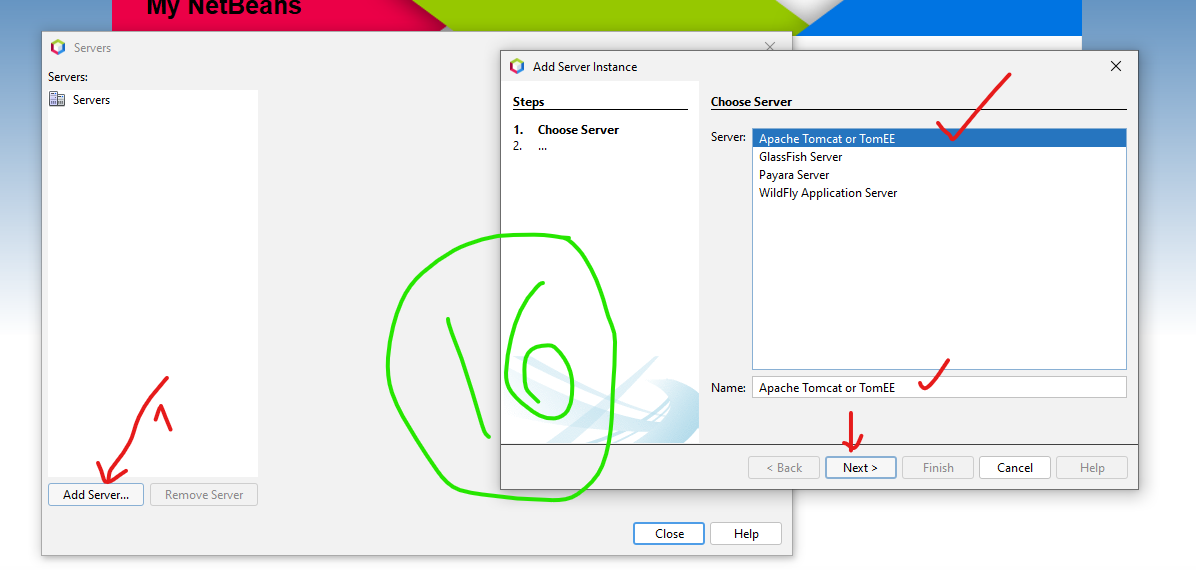 My NetBeans
Servers
Servers:
Servers
Add Server...
Remove Server
Close
Help
Add Server Instance
Steps
1. Choose Server
2. ...
Choose Server
Server:
Apache Tomcat or TomEE
GlassFish Server
Payara Server
WildFly Application Server
Name: Apache Tomcat or TomEE
< Back
Next >
Finish
Cancel
Help
16